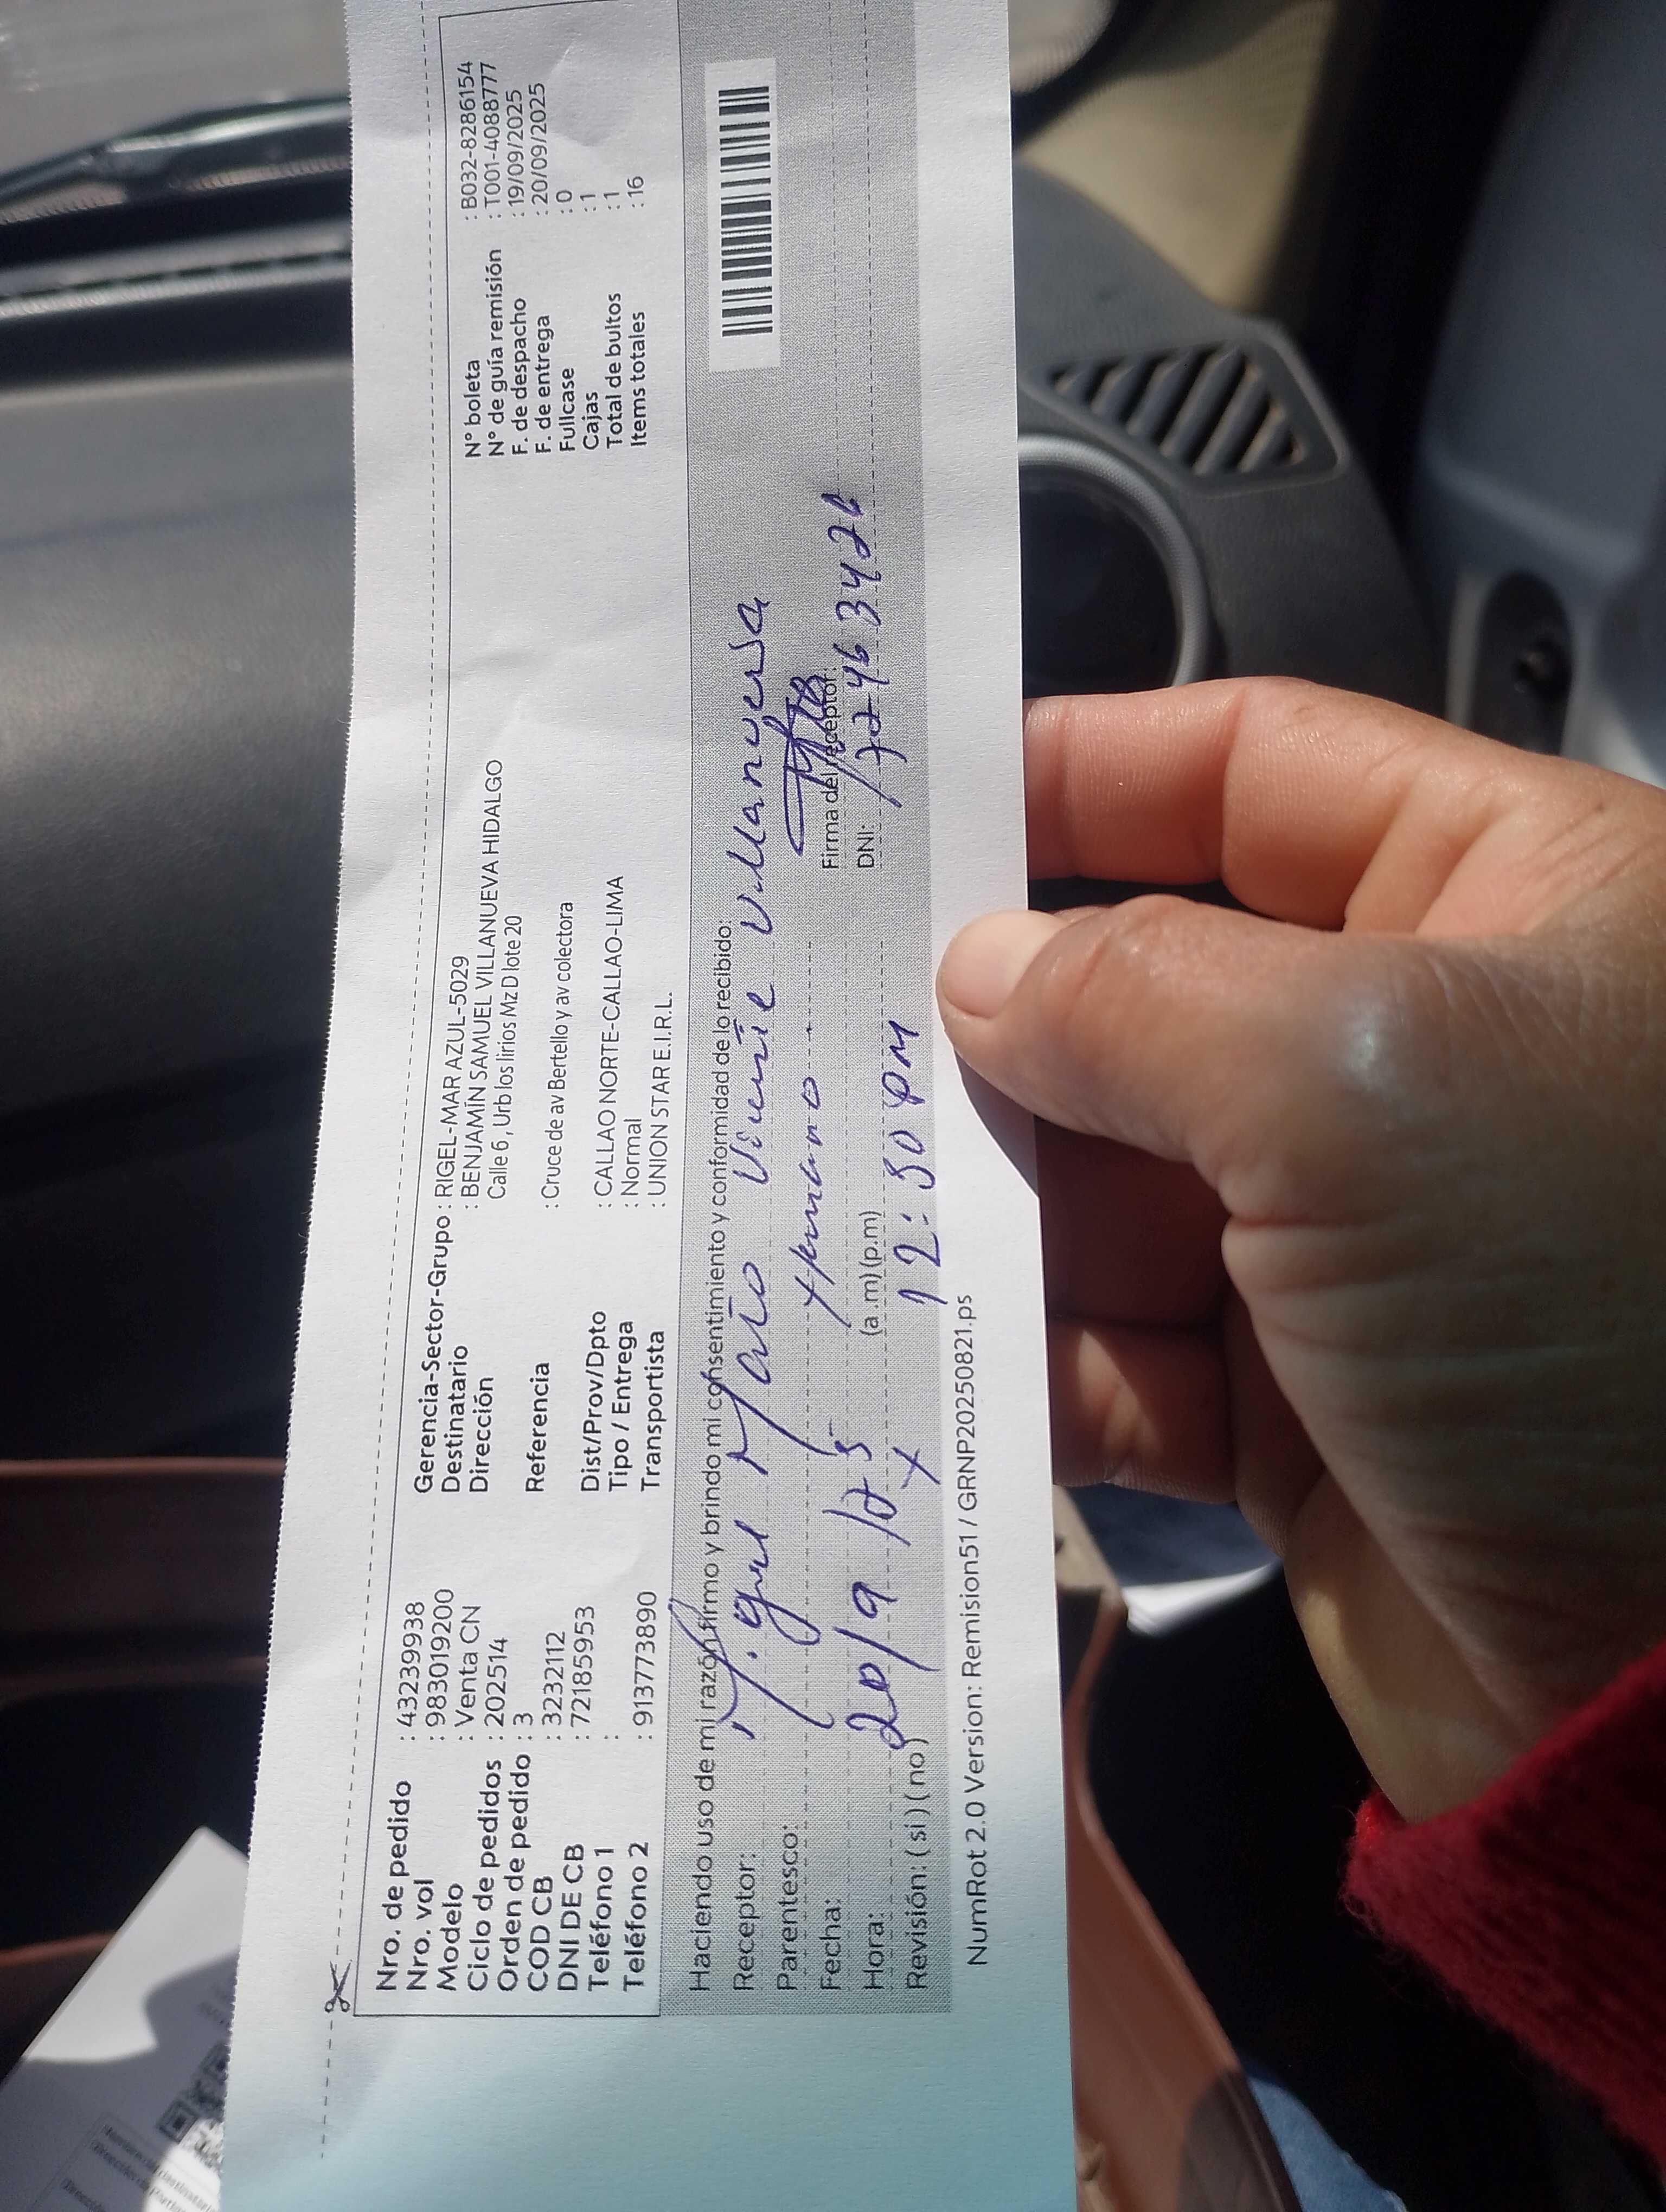 Nro. de pedido : 43239938
Nro. vol : 983019200
Modelo : Venta CN
Ciclo de pedidos : 202514
Orden de pedido : 3
COD CB : 3232112
DNI DE CB : 72185953
Teléfono 1 :
Teléfono 2 : 913773890
Gerencia-Sector-Grupo : RIGEL-MAR AZUL-5029
Destinatario : BENJAMÍN SAMUEL VILLANUEVA HIDALGO
Dirección Calle 6 , Urb los lirios Mz D lote 20
Referencia : Cruce de av Bertello y av colectora
Dist/Prov/Dpto : CALLAO NORTE-CALLAO-LIMA
Tipo / Entrega : Normal
Transportista : UNION STAR E.I.R.L.
N° boleta : B032-8286154
N° de guía remisión : T001-4088777
F. de despacho : 19/09/2025
F. de entrega : 20/09/2025
Fullcase : 0
Cajas : 1
Total de bultos : 1
Items totales : 16
Haciendo uso de mi razón firmo y brindo mi consentimiento y conformidad de lo recibido:
Receptor: Villanueva
Parentesco: Hermano
Fecha: 20/9/25
Firma del receptor:
Hora: (a.m) (p.m) 12:50 PM
DNI:
Revisión: ( si ) ( no ) X
NumRot 2.0 Version: Remision51 / GRNP20250821.ps